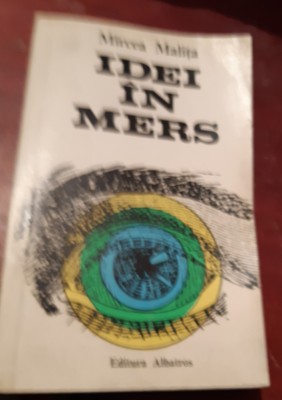 Mircea Malița
IDEI
ÎN
MERS
Editura Albatros